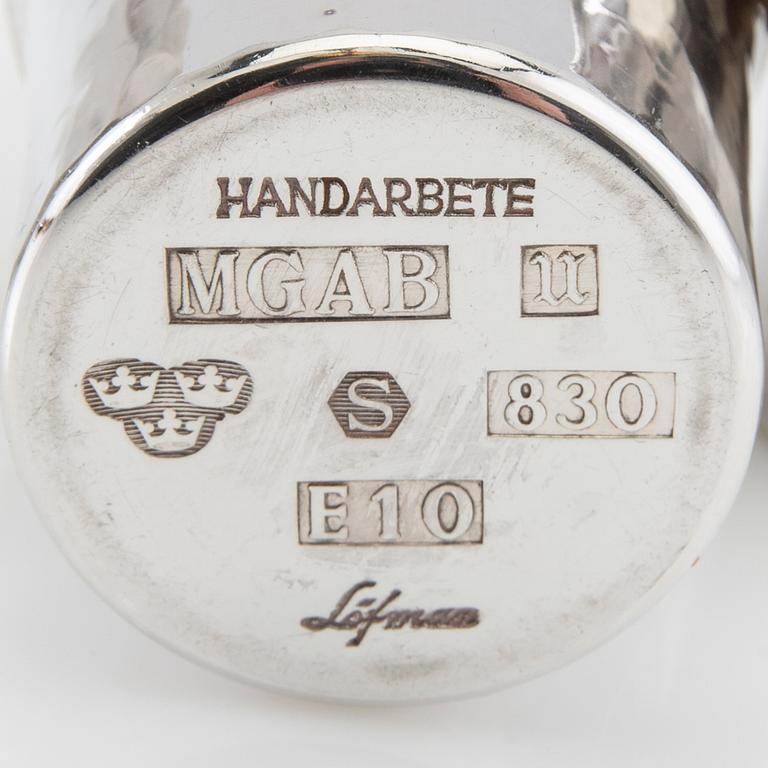 HANDARBETE
MGAB u
S 830
E10
Löfman